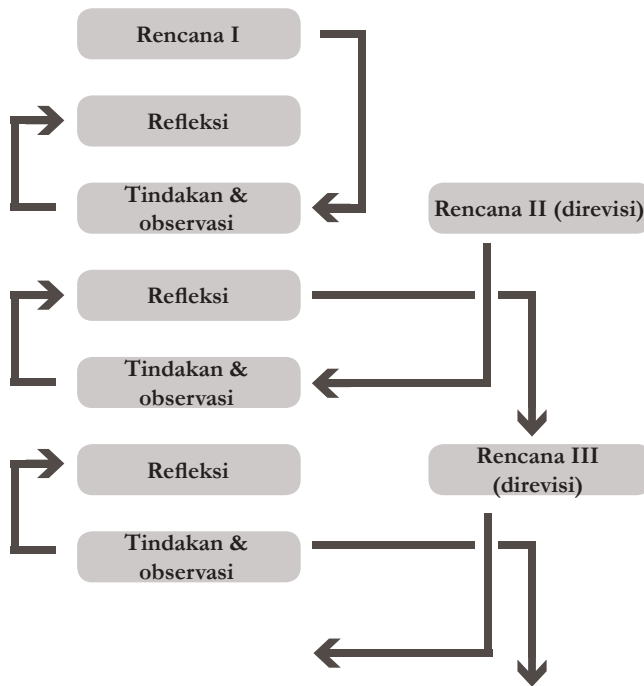 Rencana I
Refleksi
Tindakan &
observasi
Rencana II (direvisi)
Refleksi
Tindakan &
observasi
Refleksi
Rencana III
(direvisi)
Tindakan &
observasi